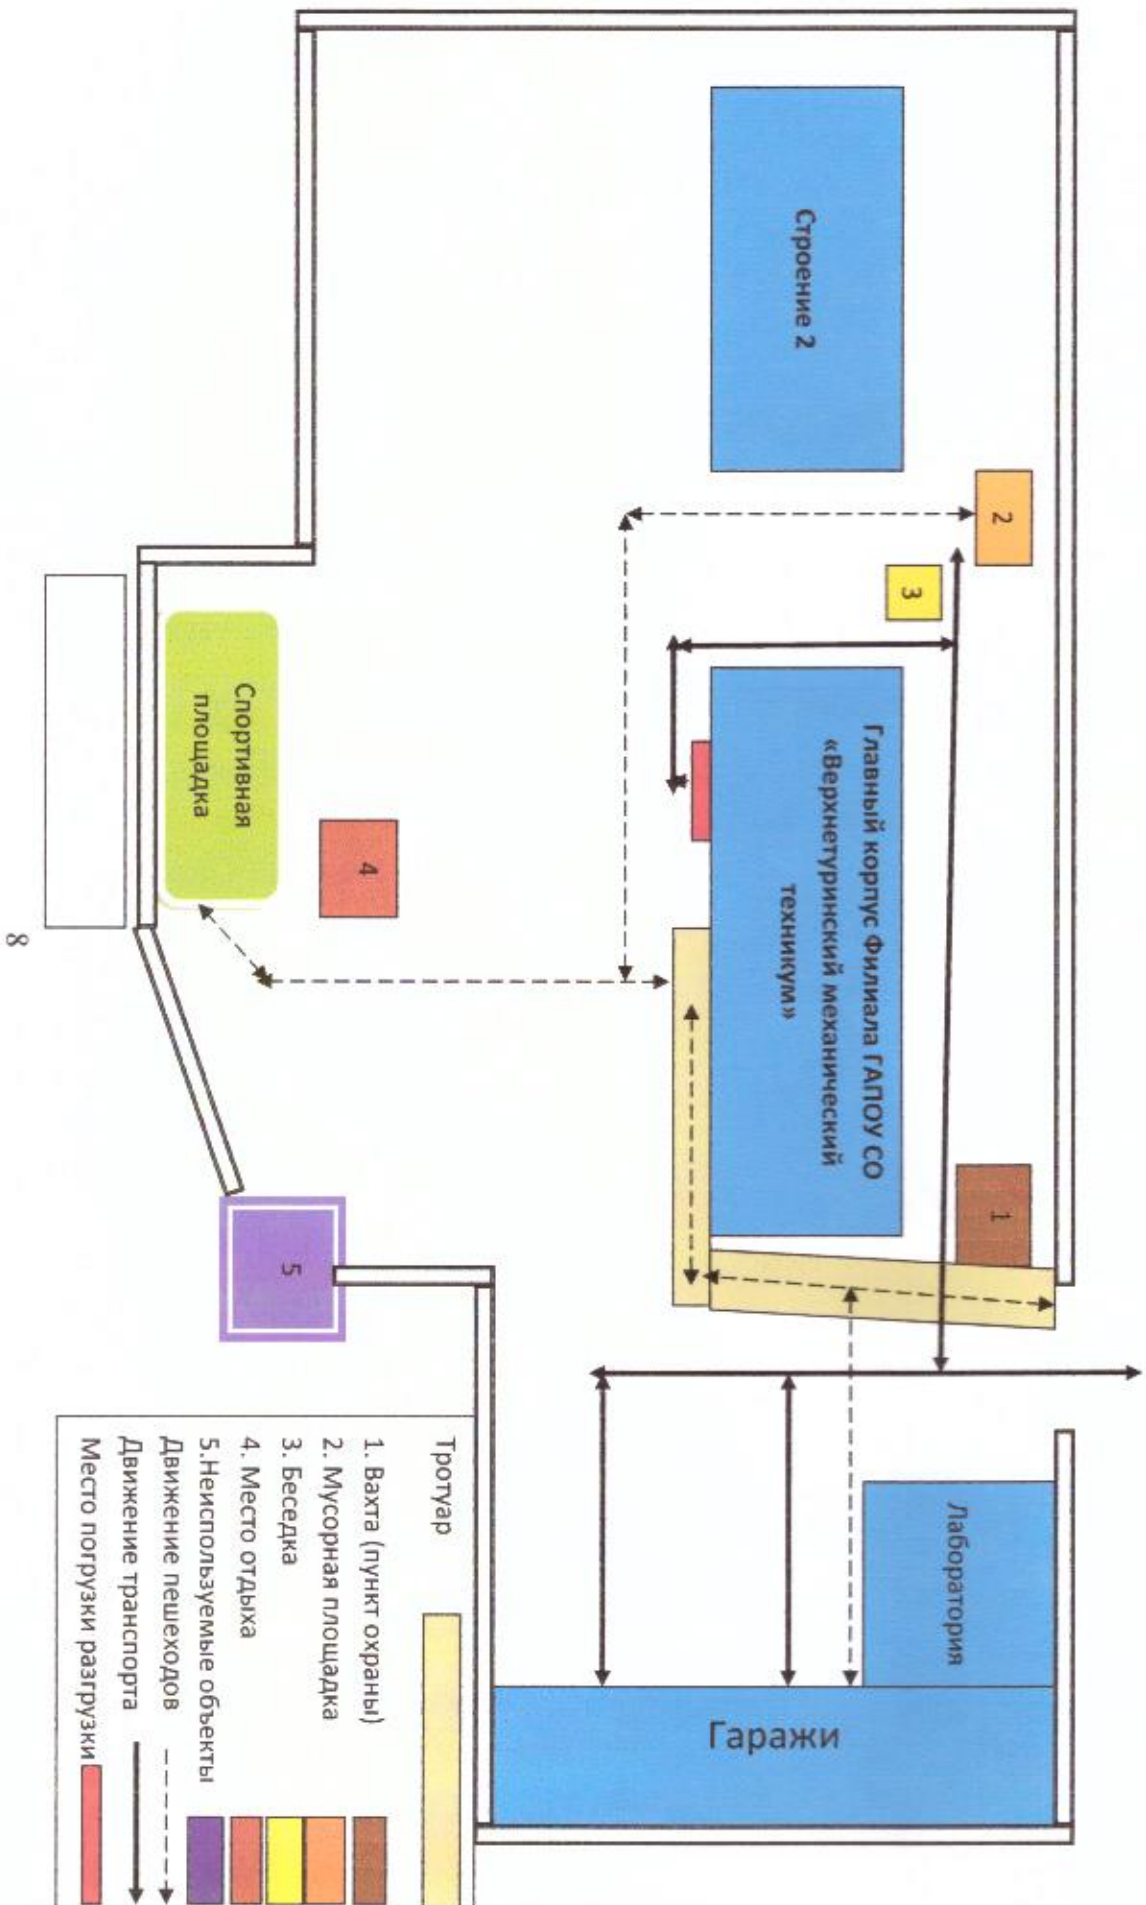 Строение 2
2
3
Главный корпус Филиала ГАПОУ СО
«Верхнетуринский механический
техникум»
1
Спортивная
площадка
4
5
Лаборатория
Гаражи
Тротуар
1. Вахта (пункт охраны)
2. Мусорная площадка
3. Беседка
4. Место отдыха
5.Неиспользуемые объекты
Движение пешеходов
Движение транспорта
Место погрузки разгрузки
8